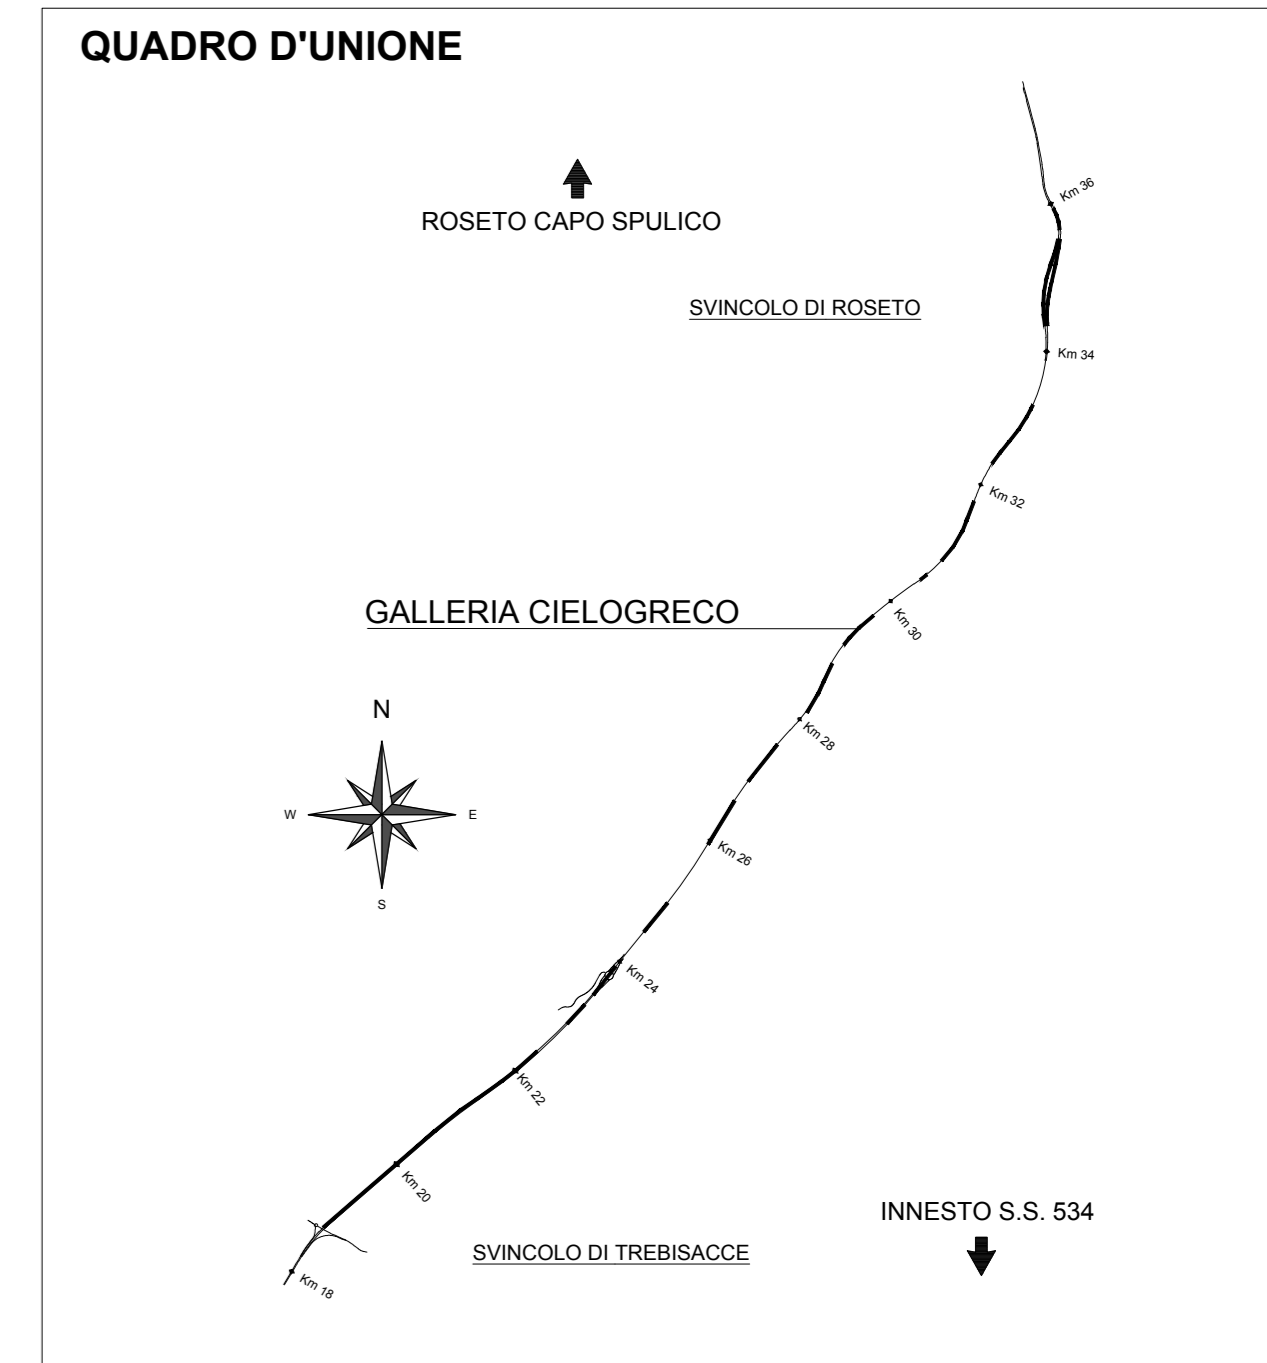 QUADRO D'UNIONE
Km 36
ROSETO CAPO SPULICO
SVINCOLO DI ROSETO
Km 34
Km 32
GALLERIA CIELOGRECO
Km 30
N
Km 28
W
E
Km 26
S
Km 24
Km 22
Km 20
INNESTO S.S. 534
SVINCOLO DI TREBISACCE
Km 18